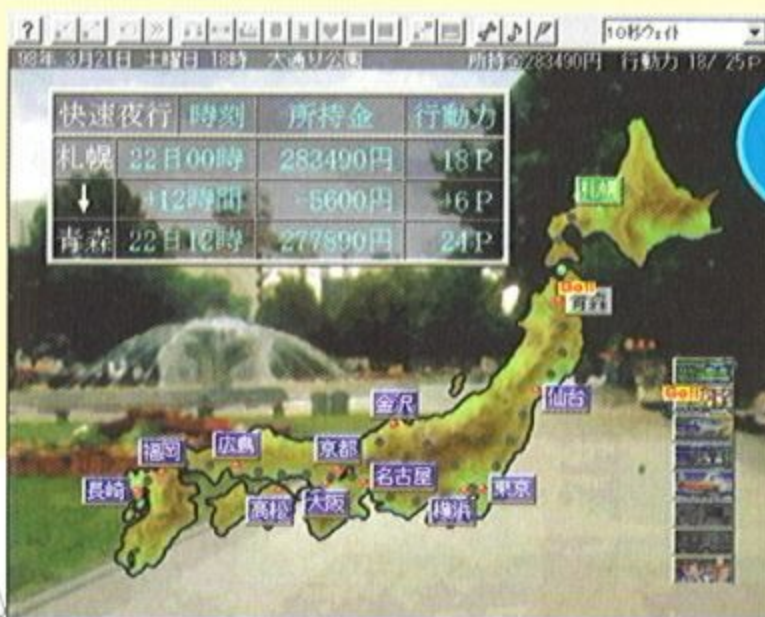 ?
10秒ウェイト
98年 3月21日 土曜日 18時 大通り公園 所持金283490円 行動力 18/ 25P
快速夜行 時刻 所持金 行動力
札幌 22日00時 283490円 18P
↓ +12時間 -5600円 +6P
青森 22日12時 277890円 24P
札幌
Go!!
青森
仙台
Go!!
金沢
福岡
広島
京都
長崎
名古屋
東京
高松
大阪
横浜